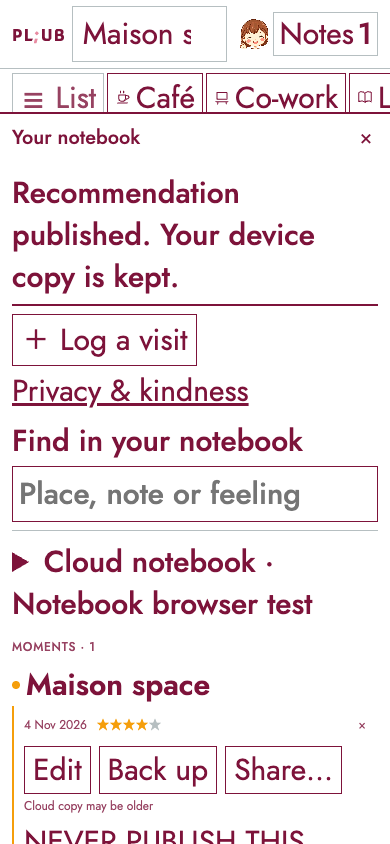 PL;UB
Maison s
Notes 1
List
Café
Co-work
L
Your notebook
×
Recommendation
published. Your device
copy is kept.
+ Log a visit
Privacy & kindness
Find in your notebook
Place, note or feeling
Cloud notebook ·
Notebook browser test
MOMENTS · 1
Maison space
4 Nov 2026
×
Edit
Back up
Share...
Cloud copy may be older
NEVER PUBLISH THIS